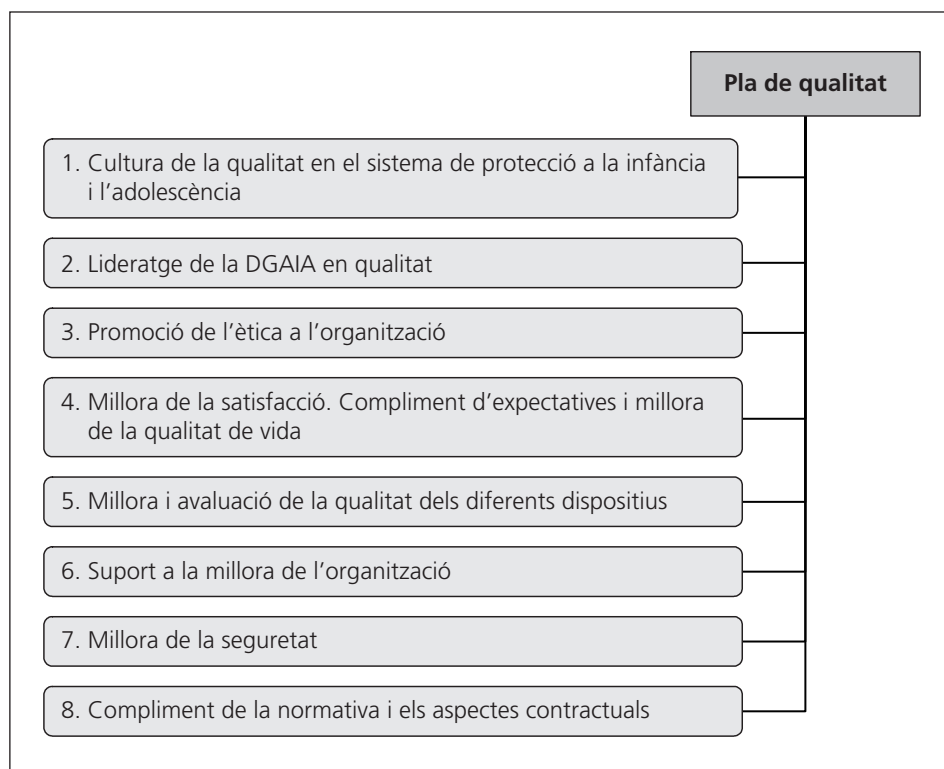 Pla de qualitat
1. Cultura de la qualitat en el sistema de protecció a la infància
i l’adolescència
2. Lideratge de la DGAIA en qualitat
3. Promoció de l’ètica a l’organització
4. Millora de la satisfacció. Compliment d’expectatives i millora
de la qualitat de vida
5. Millora i avaluació de la qualitat dels diferents dispositius
6. Suport a la millora de l’organització
7. Millora de la seguretat
8. Compliment de la normativa i els aspectes contractuals